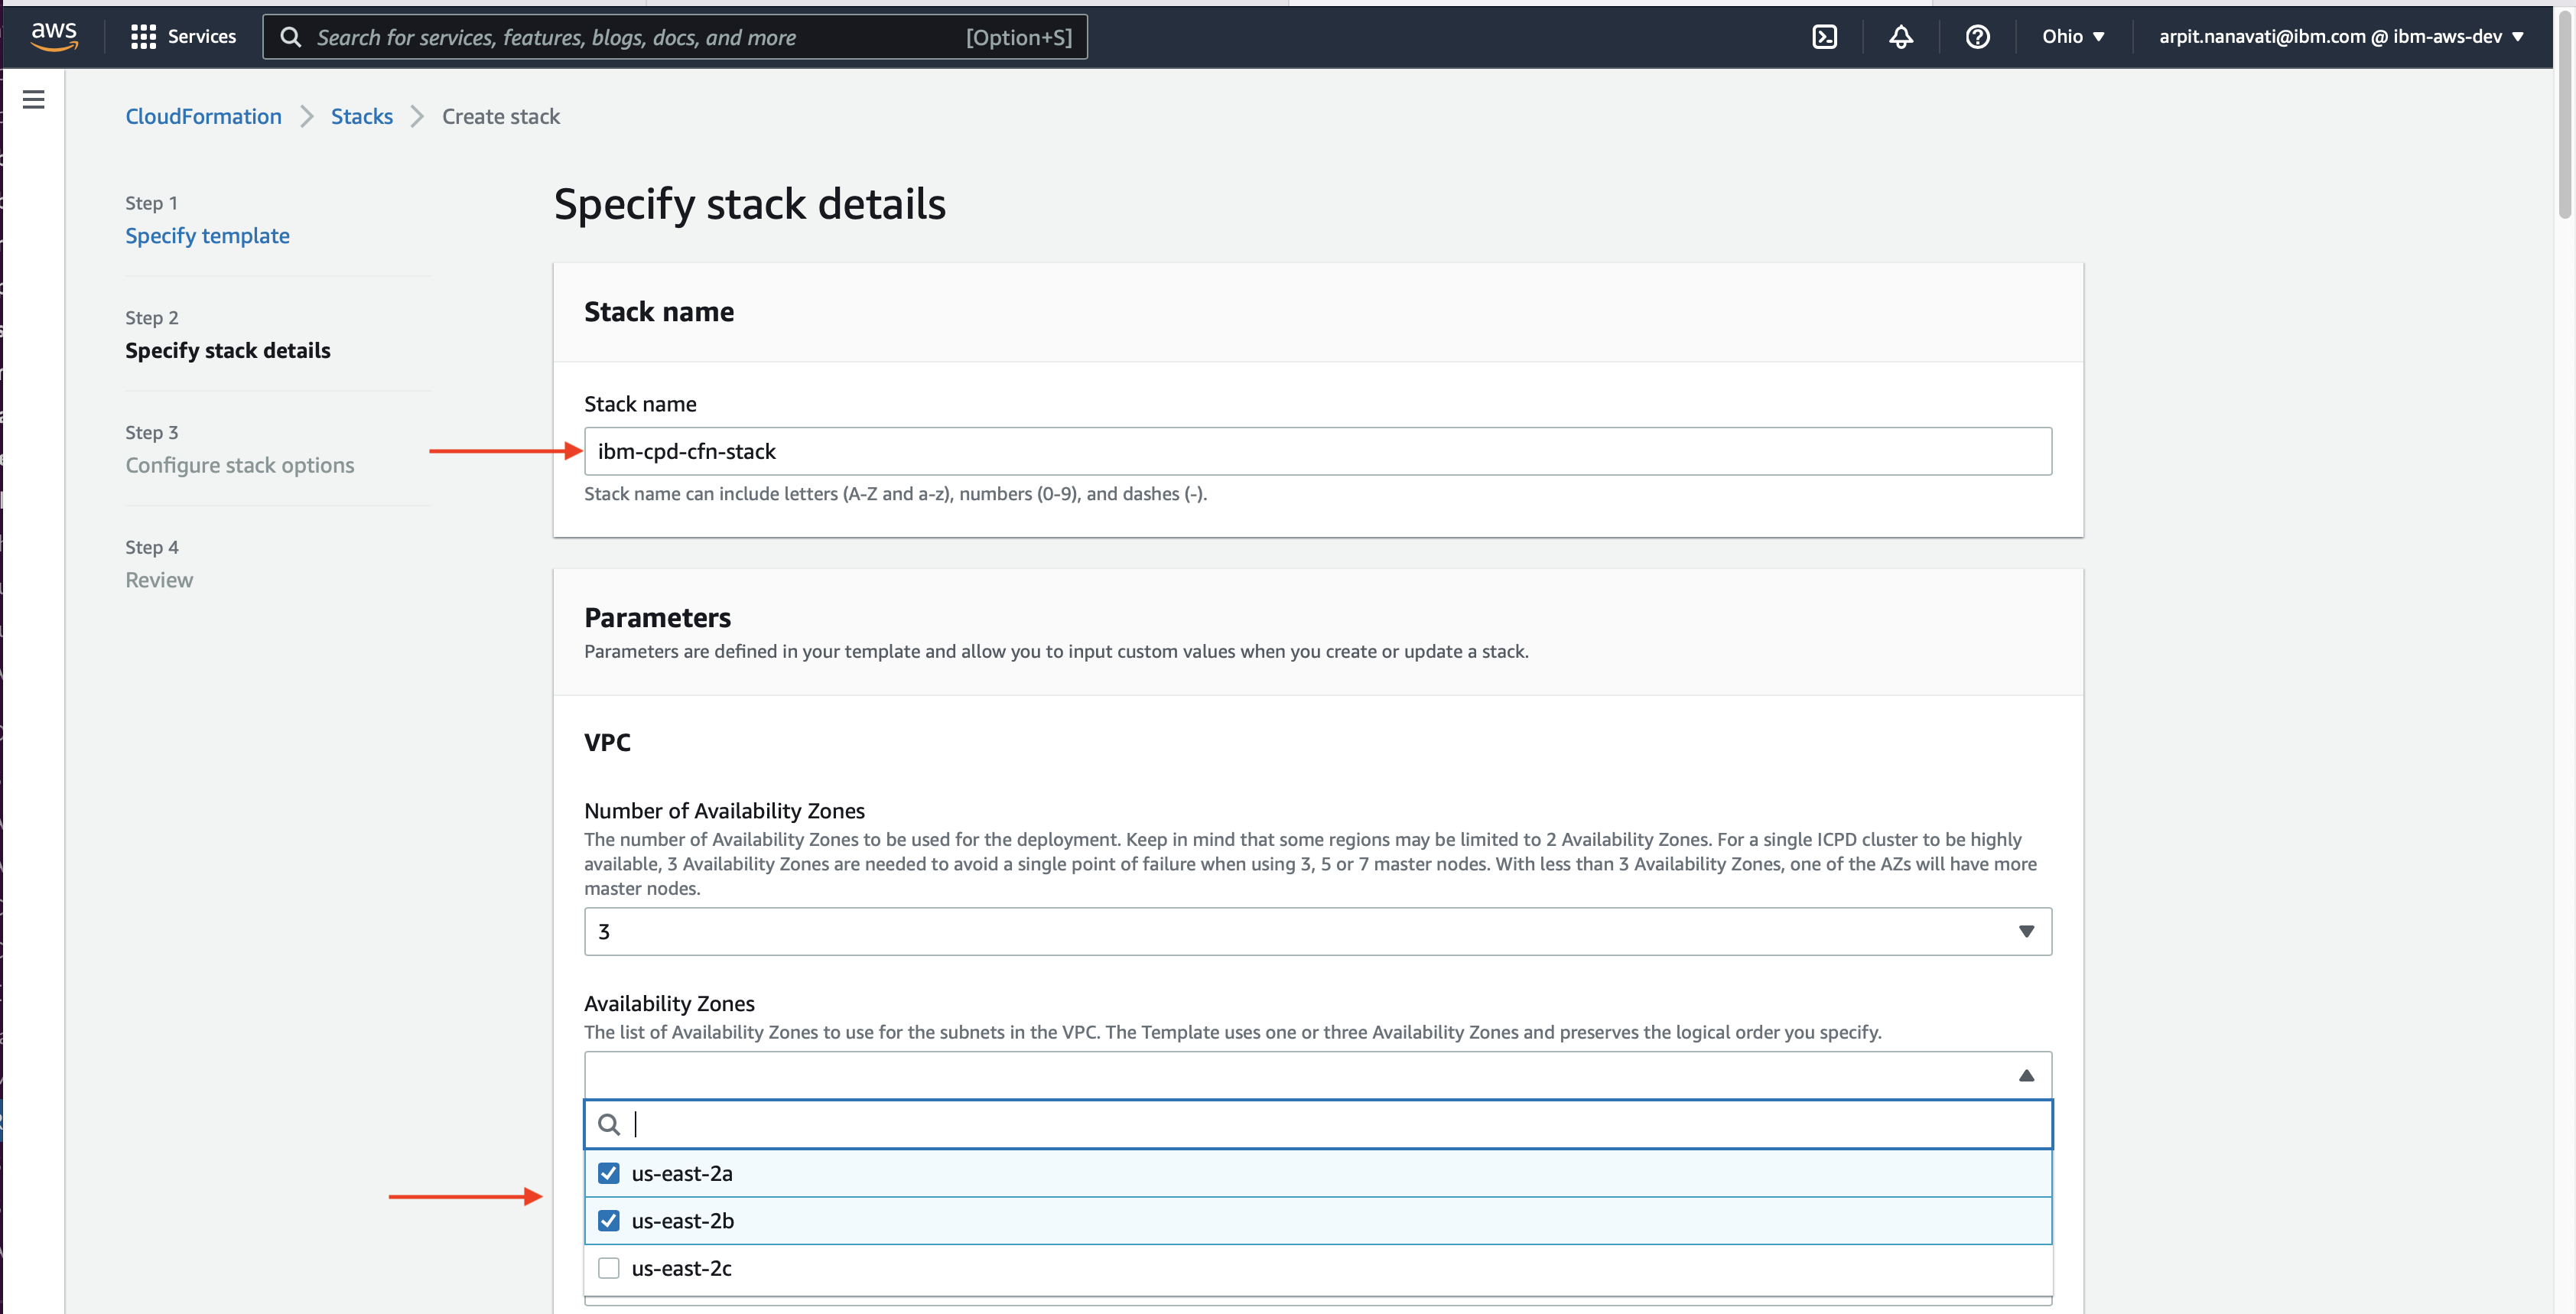 aws
Services
Search for services, features, blogs, docs, and more
[Option+S]
Ohio
arpit.nanavati@ibm.com @ ibm-aws-dev
CloudFormation
Stacks
Create stack
Step 1
Specify template
Step 2
Specify stack details
Step 3
Configure stack options
Step 4
Review
Specify stack details
Stack name
Stack name
ibm-cpd-cfn-stack
Stack name can include letters (A-Z and a-z), numbers (0-9), and dashes (-).
Parameters
Parameters are defined in your template and allow you to input custom values when you create or update a stack.
VPC
Number of Availability Zones
The number of Availability Zones to be used for the deployment. Keep in mind that some regions may be limited to 2 Availability Zones. For a single ICPD cluster to be highly
available, 3 Availability Zones are needed to avoid a single point of failure when using 3, 5 or 7 master nodes. With less than 3 Availability Zones, one of the AZs will have more
master nodes.
3
Availability Zones
The list of Availability Zones to use for the subnets in the VPC. The Template uses one or three Availability Zones and preserves the logical order you specify.
us-east-2a
us-east-2b
us-east-2c